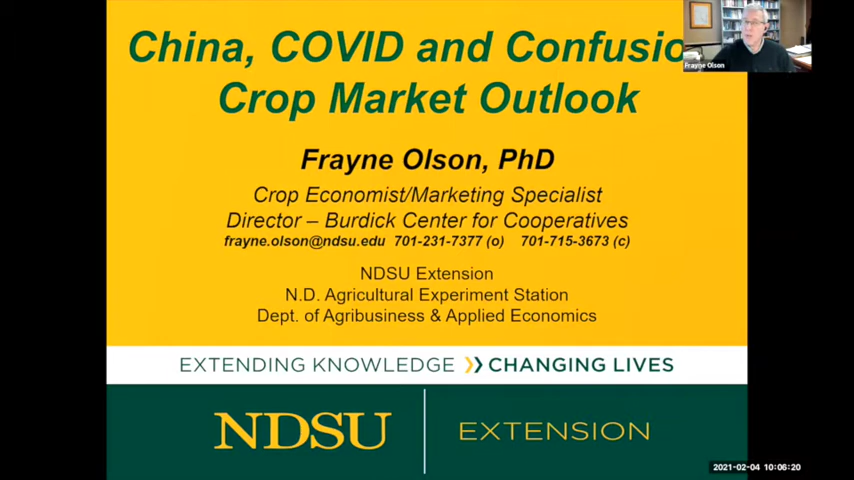 China, COVID and Confusio
Crop Market Outlook
Frayne Olson
Frayne Olson, PhD
Crop Economist/Marketing Specialist
Director – Burdick Center for Cooperatives
frayne.olson@ndsu.edu 701-231-7377 (o) 701-715-3673 (c)
NDSU Extension
N.D. Agricultural Experiment Station
Dept. of Agribusiness & Applied Economics
EXTENDING KNOWLEDGE CHANGING LIVES
NDSU EXTENSION
2021-02-04 10:06:20